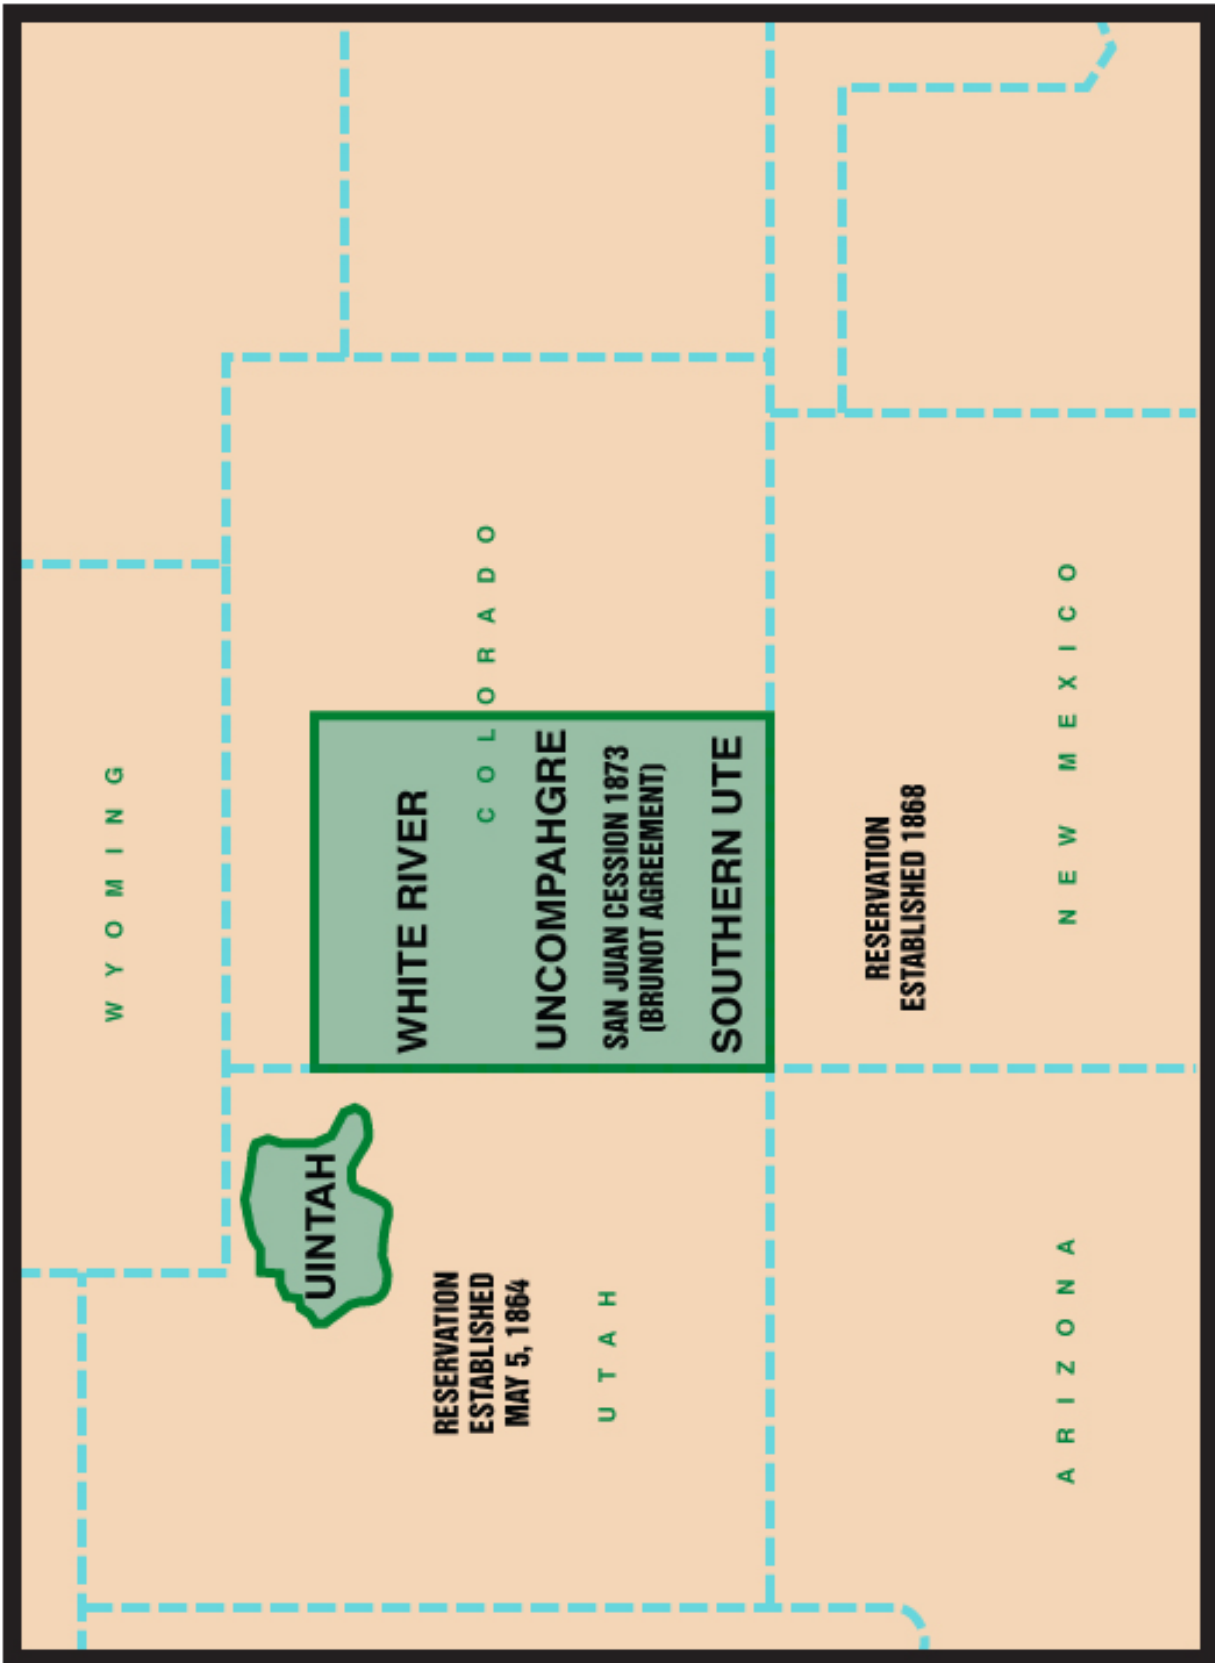 WYOMING
UINTAH
WHITE RIVER
COLORADO
RESERVATION
ESTABLISHED
MAY 5, 1864
UNCOMPAHGRE
UTAH
SAN JUAN CESSION 1873
(BRUNOT AGREEMENT)
SOUTHERN UTE
RESERVATION
ESTABLISHED 1868
ARIZONA
NEW MEXICO